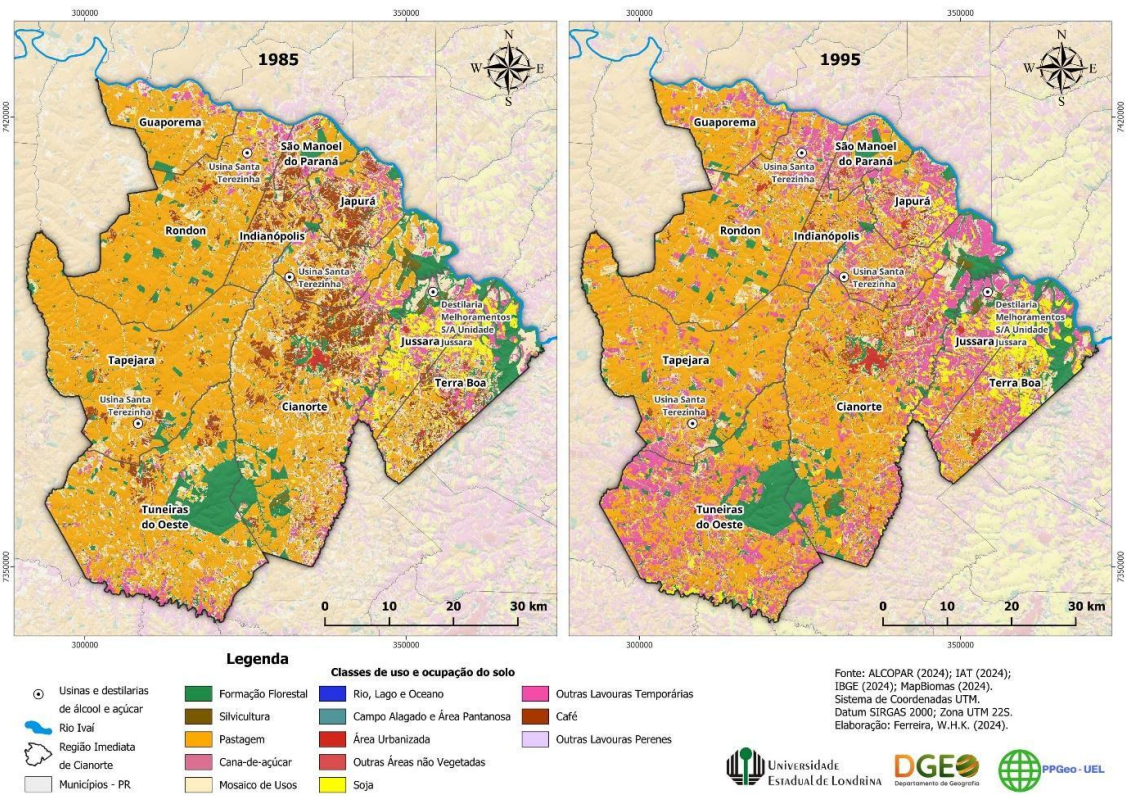 300000
350000
300000
350000
1985
N
W
E
S
7420000
Guaporema
São Manoel
do Paraná
Usina Santa
Terezinha
Japurá
Rondon
Indianópolis
Usina Santa
Terezinha
Destilaria
Melhoramentos
S/A Unidade
Jussara
Jussara
Tapejara
Terra Boa
Usina Santa
Terezinha
Cianorte
Tuneiras
do Oeste
7350000
0 10 20 30 km
300000
350000
1995
N
W
E
S
7420000
Guaporema
São Manoel
do Paraná
Usina Santa
Terezinha
Japurá
Rondon
Indianópolis
Usina Santa
Terezinha
Destilaria
Melhoramentos
S/A Unidade
Jussara
Jussara
Tapejara
Terra Boa
Usina Santa
Terezinha
Cianorte
Tuneiras
do Oeste
7350000
0 10 20 30 km
300000
350000
Legenda
Usinas e destilarias
de álcool e açúcar
Rio Ivaí
Região Imediata
de Cianorte
Municípios - PR
Classes de uso e ocupação do solo
Formação Florestal
Silvicultura
Pastagem
Cana-de-açúcar
Mosaico de Usos
Rio, Lago e Oceano
Campo Alagado e Área Pantanosa
Área Urbanizada
Outras Áreas não Vegetadas
Soja
Outras Lavouras Temporárias
Café
Outras Lavouras Perenes
Fonte: ALCOPAR (2024); IAT (2024);
IBGE (2024); MapBiomas (2024).
Sistema de Coordenadas UTM.
Datum SIRGAS 2000; Zona UTM 22S.
Elaboração: Ferreira, W.H.K. (2024).
Universidade
Estadual de Londrina
DGEO
Departamento de Geografia
PPGeo - UEL